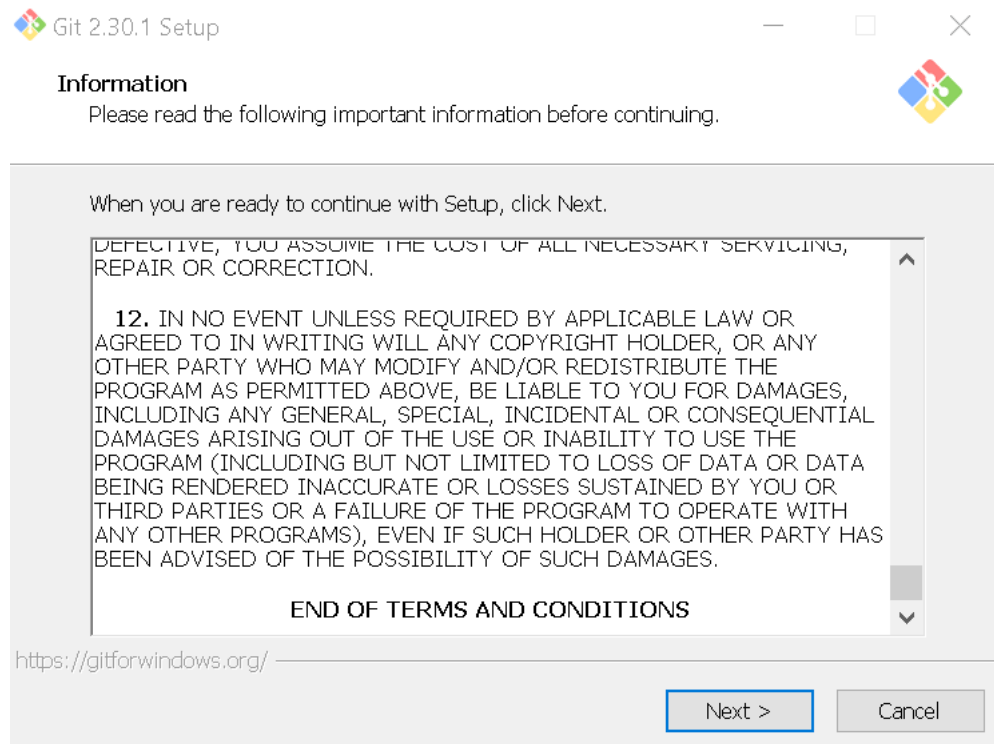 Git 2.30.1 Setup
Information
Please read the following important information before continuing.
When you are ready to continue with Setup, click Next.
DEFECTIVE, YOU ASSUME THE COST OF ALL NECESSARY SERVICING,
REPAIR OR CORRECTION.
12. IN NO EVENT UNLESS REQUIRED BY APPLICABLE LAW OR
AGREED TO IN WRITING WILL ANY COPYRIGHT HOLDER, OR ANY
OTHER PARTY WHO MAY MODIFY AND/OR REDISTRIBUTE THE
PROGRAM AS PERMITTED ABOVE, BE LIABLE TO YOU FOR DAMAGES,
INCLUDING ANY GENERAL, SPECIAL, INCIDENTAL OR CONSEQUENTIAL
DAMAGES ARISING OUT OF THE USE OR INABILITY TO USE THE
PROGRAM (INCLUDING BUT NOT LIMITED TO LOSS OF DATA OR DATA
BEING RENDERED INACCURATE OR LOSSES SUSTAINED BY YOU OR
THIRD PARTIES OR A FAILURE OF THE PROGRAM TO OPERATE WITH
ANY OTHER PROGRAMS), EVEN IF SUCH HOLDER OR OTHER PARTY HAS
BEEN ADVISED OF THE POSSIBILITY OF SUCH DAMAGES.
END OF TERMS AND CONDITIONS
https://gitforwindows.org/
Next >
Cancel